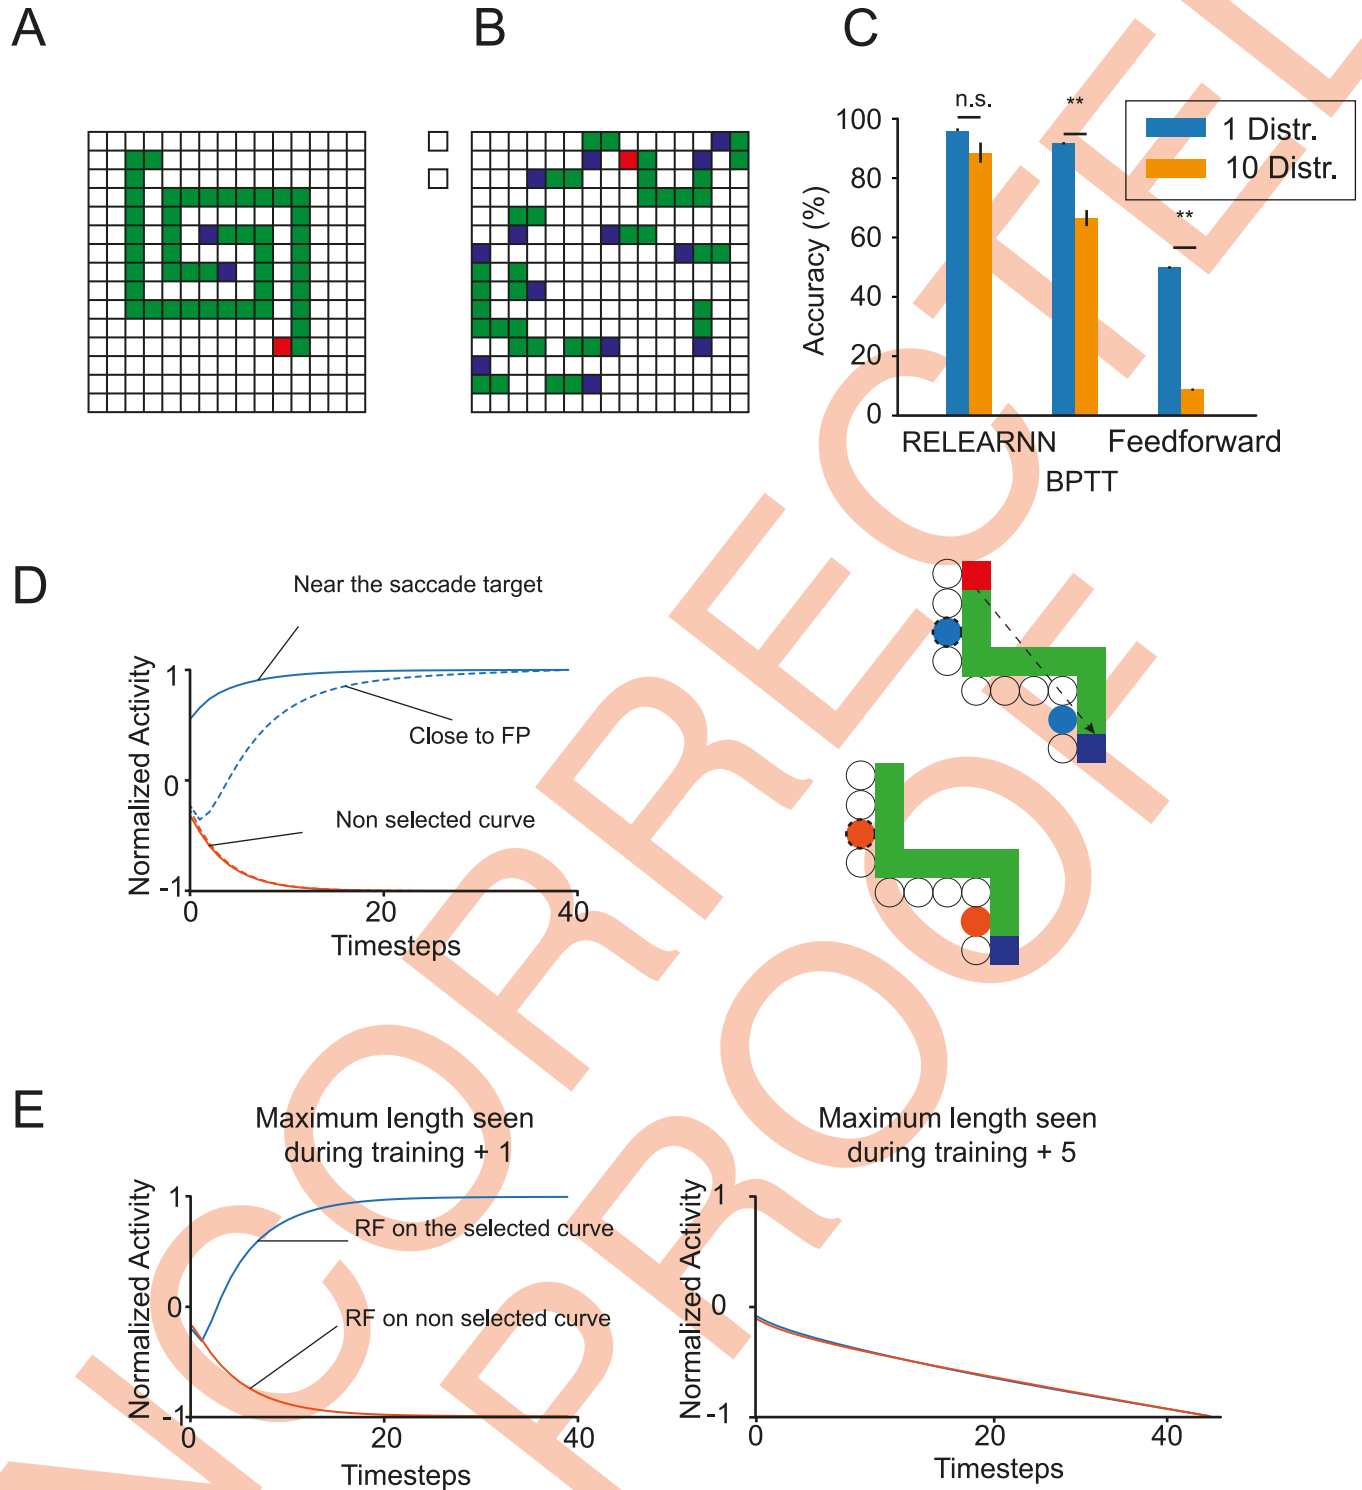 A
B
C
n.s.
**
**
1 Distr.
10 Distr.
100
80
60
40
20
0
Accuracy (%)
RELEARNN
BPTT
Feedforward
D
Near the saccade target
Close to FP
Non selected curve
1
0
-1
Normalized Activity
0
20
40
Timesteps
E
Maximum length seen
during training + 1
RF on the selected curve
RF on non selected curve
1
0
-1
Normalized Activity
0
20
40
Timesteps
Maximum length seen
during training + 5
1
0
-1
Normalized Activity
0
20
40
Timesteps
UNCORRECTED
PROOF